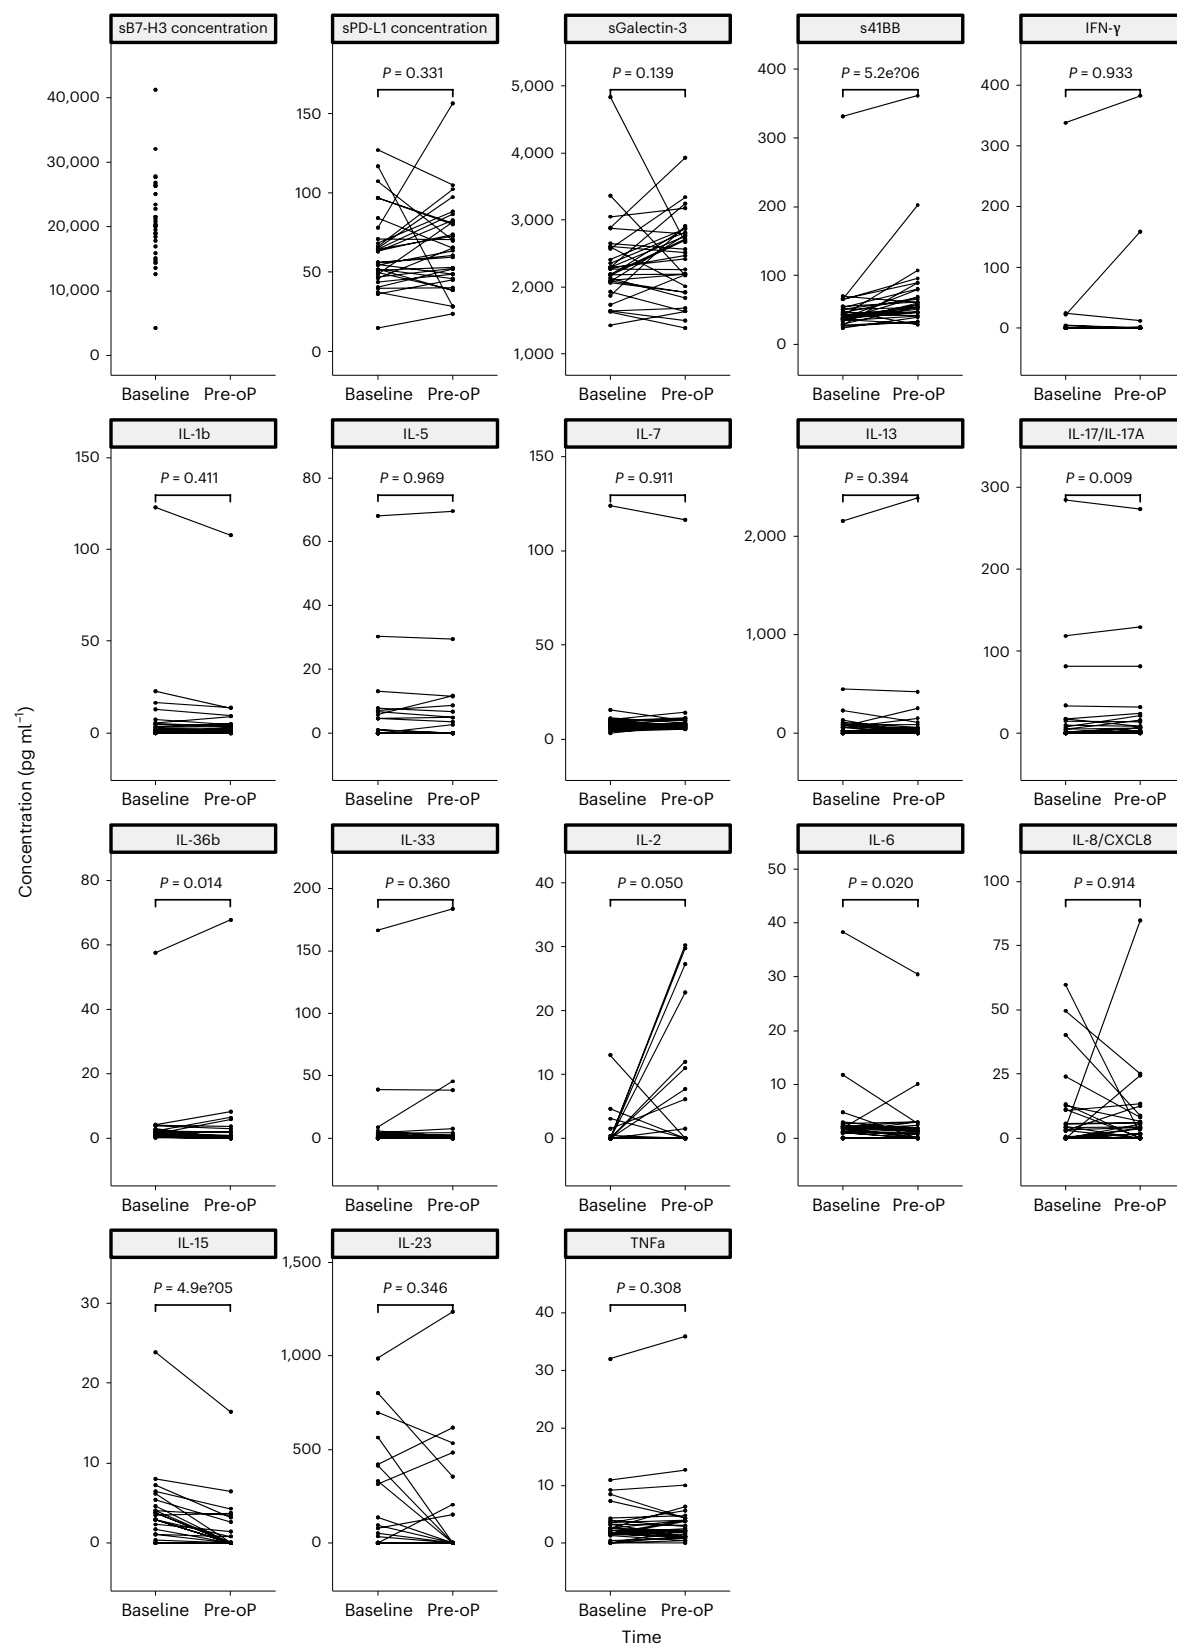 sB7-H3 concentration
40,000
30,000
20,000
10,000
0
Baseline Pre-oP
sPD-L1 concentration
P = 0.331
150
100
50
0
Baseline Pre-oP
sGalectin-3
P = 0.139
5,000
4,000
3,000
2,000
1,000
Baseline Pre-oP
s41BB
P = 5.2e?06
400
300
200
100
0
Baseline Pre-oP
IFN-γ
P = 0.933
400
300
200
100
0
Baseline Pre-oP
IL-1b
P = 0.411
150
100
50
0
Baseline Pre-oP
IL-5
P = 0.969
80
60
40
20
0
Baseline Pre-oP
IL-7
P = 0.911
150
100
50
0
Baseline Pre-oP
IL-13
P = 0.394
2,000
1,000
0
Baseline Pre-oP
IL-17/IL-17A
P = 0.009
300
200
100
0
Baseline Pre-oP
Concentration (pg ml⁻¹)
IL-36b
P = 0.014
80
60
40
20
0
Baseline Pre-oP
IL-33
P = 0.360
200
150
100
50
0
Baseline Pre-oP
IL-2
P = 0.050
40
30
20
10
0
Baseline Pre-oP
IL-6
P = 0.020
50
40
30
20
10
0
Baseline Pre-oP
IL-8/CXCL8
P = 0.914
100
75
50
25
0
Baseline Pre-oP
IL-15
P = 4.9e?05
30
20
10
0
Baseline Pre-oP
IL-23
P = 0.346
1,500
1,000
500
0
Baseline Pre-oP
TNFa
P = 0.308
40
30
20
10
0
Baseline Pre-oP
Time